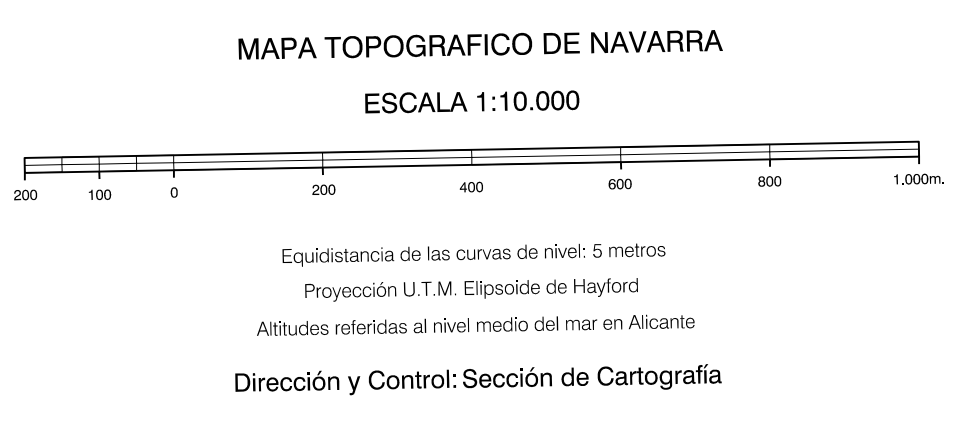 MAPA TOPOGRAFICO DE NAVARRA
ESCALA 1:10.000
200 100 0 200 400 600 800 1.000m.
Equidistancia de las curvas de nivel: 5 metros
Proyección U.T.M. Elipsoide de Hayford
Altitudes referidas al nivel medio del mar en Alicante
Dirección y Control: Sección de Cartografía